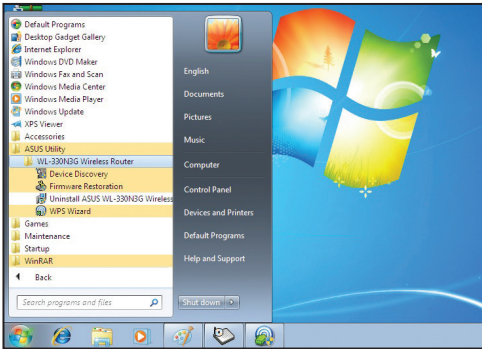 Default Programs
Desktop Gadget Gallery
Internet Explorer
Windows DVD Maker
Windows Fax and Scan
Windows Media Center
Windows Media Player
Windows Update
XPS Viewer
Accessories
ASUS Utility
WL-330N3G Wireless Router
Device Discovery
Firmware Restoration
Uninstall ASUS WL-330N3G Wireless
WPS Wizard
Games
Maintenance
Startup
WinRAR
Back
Search programs and files
English
Documents
Pictures
Music
Computer
Control Panel
Devices and Printers
Default Programs
Help and Support
Shut down